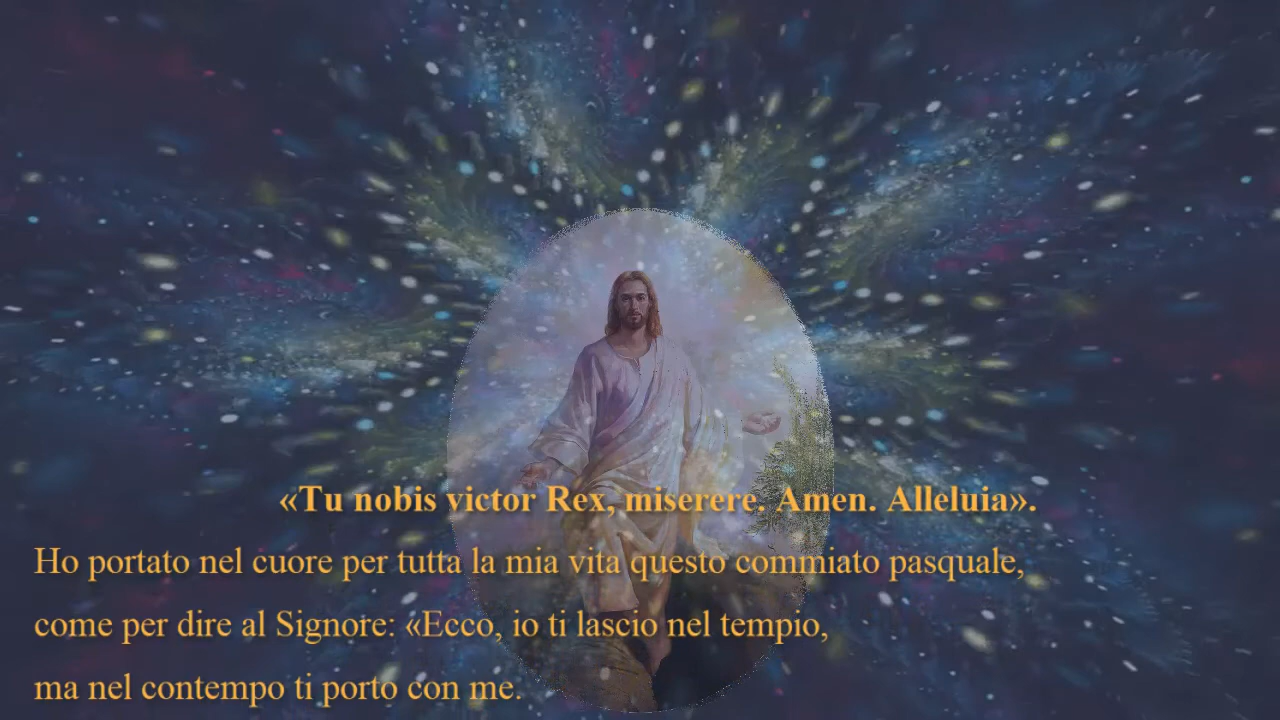 «Tu nobis victor Rex, miserere. Amen. Alleluia».
Ho portato nel cuore per tutta la mia vita questo commiato pasquale,
come per dire al Signore: «Ecco, io ti lascio nel tempio,
ma nel contempo ti porto con me.